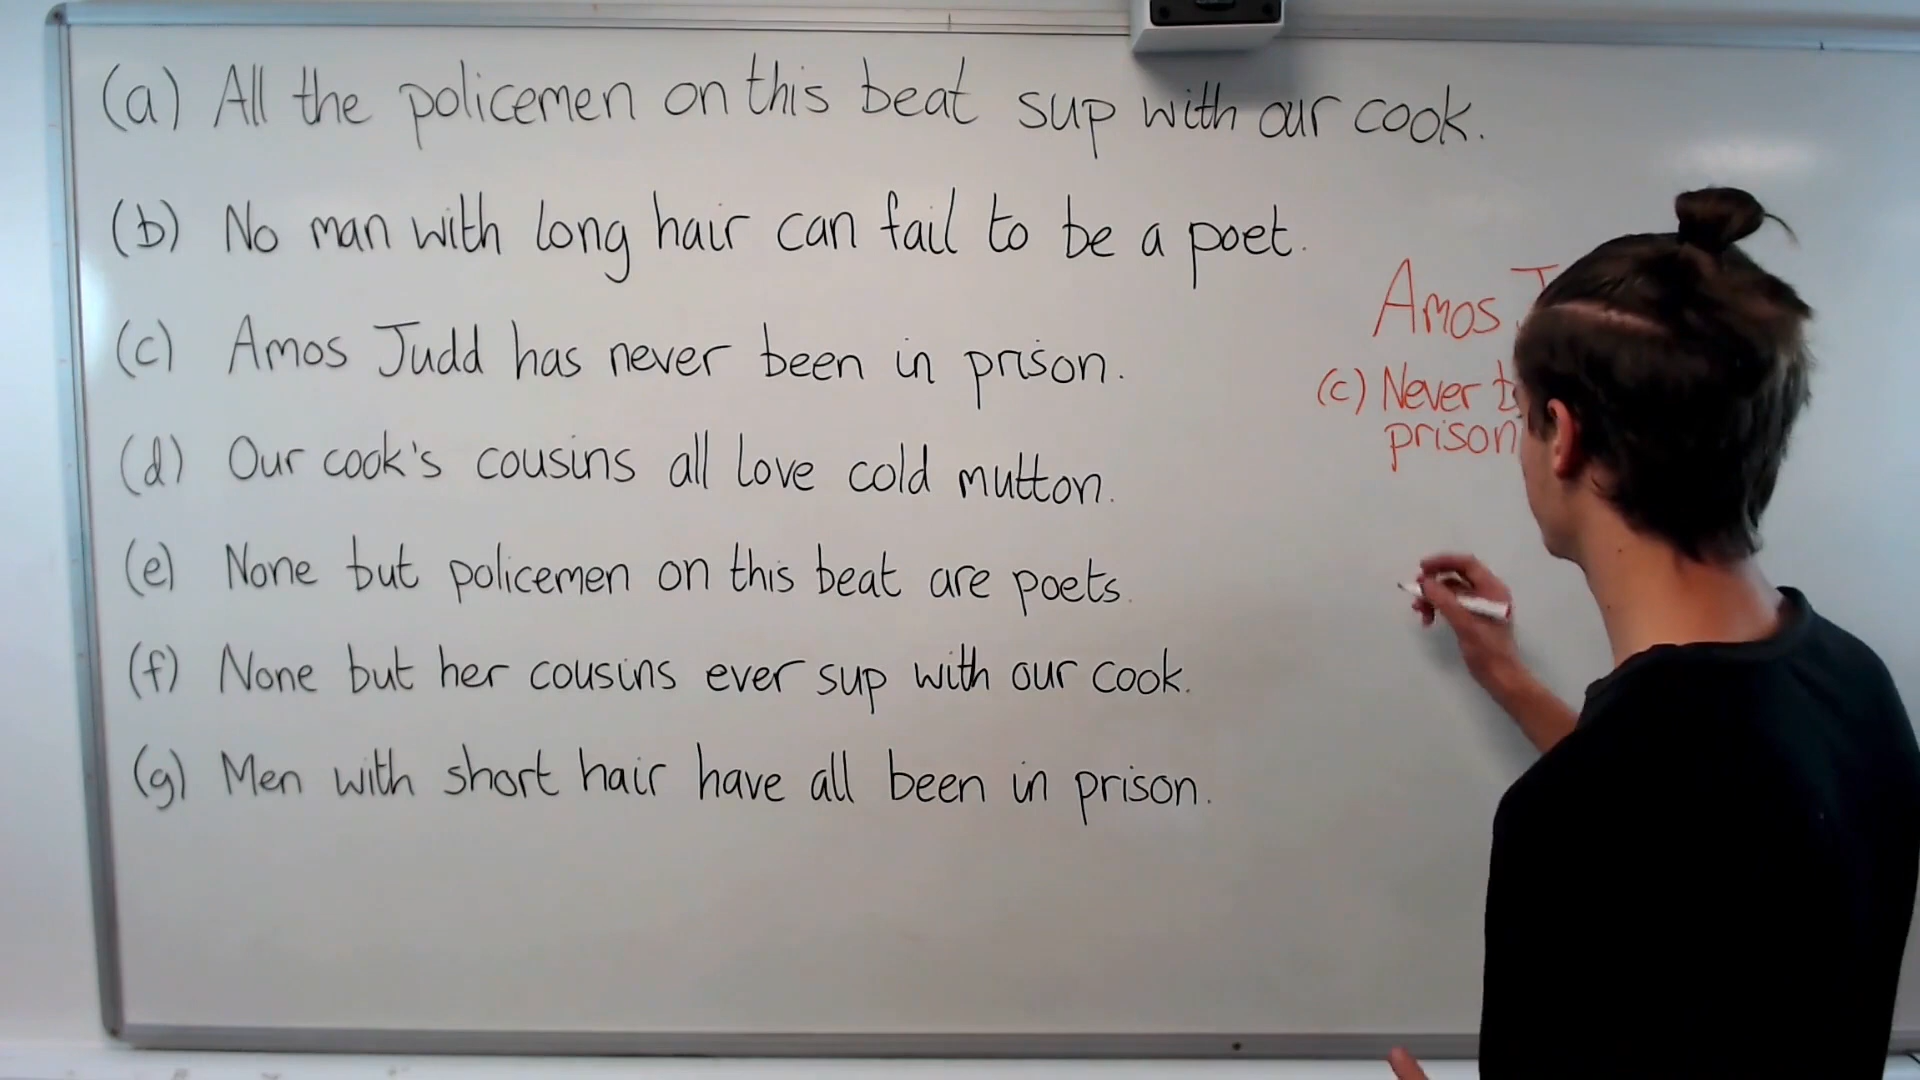 (a) All the policemen on this beat sup with our cook.
(b) No man with long hair can fail to be a poet.
(c) Amos Judd has never been in prison.
(d) Our cook's cousins all love cold mutton.
(e) None but policemen on this beat are poets.
(f) None but her cousins ever sup with our cook.
(g) Men with short hair have all been in prison.
Amos
(c) Never
prison